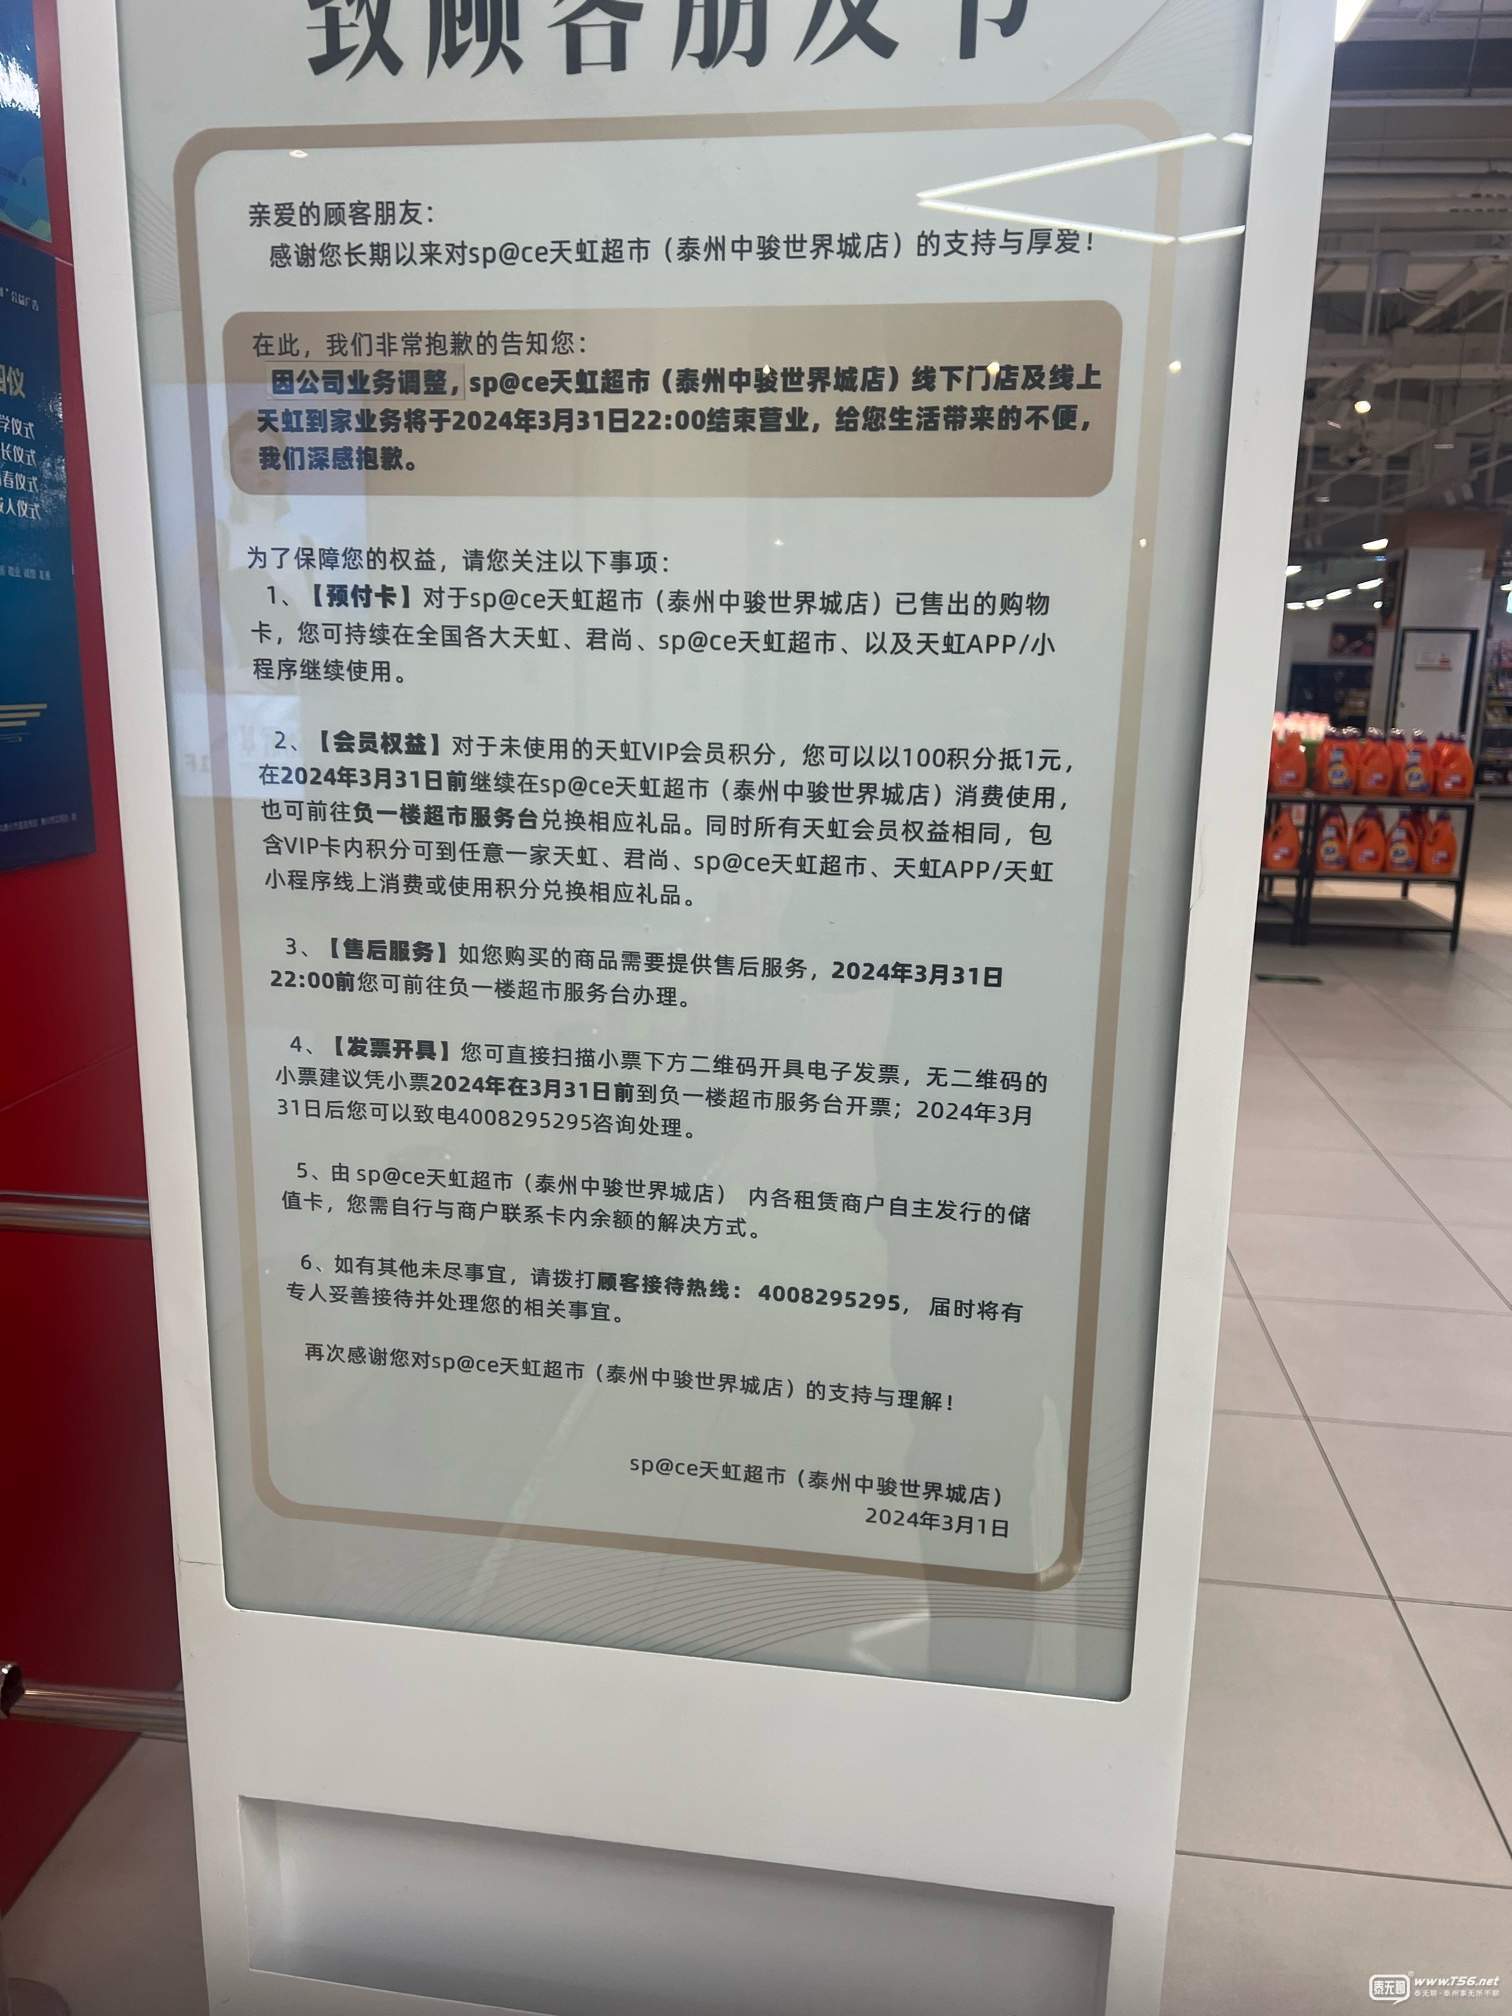 致顾客朋友书
亲爱的顾客朋友：
感谢您长期以来对sp@ce天虹超市（泰州中骏世界城店）的支持与厚爱！
在此，我们非常抱歉的告知您：
因公司业务调整，sp@ce天虹超市（泰州中骏世界城店）线下门店及线上
天虹到家业务将于2024年3月31日22:00结束营业，给您生活带来的不便，
我们深感抱歉。
为了保障您的权益，请您关注以下事项：
1、【预付卡】对于sp@ce天虹超市（泰州中骏世界城店）已售出的购物
卡，您可持续在全国各大天虹、君尚、sp@ce天虹超市、以及天虹APP/小
程序继续使用。
2、【会员权益】对于未使用的天虹VIP会员积分，您可以以100积分抵1元，
在2024年3月31日前继续在sp@ce天虹超市（泰州中骏世界城店）消费使用，
也可前往负一楼超市服务台兑换相应礼品。同时所有天虹会员权益相同，包
含VIP卡内积分可到任意一家天虹、君尚、sp@ce天虹超市、天虹APP/天虹
小程序线上消费或使用积分兑换相应礼品。
3、【售后服务】如您购买的商品需要提供售后服务，2024年3月31日
22:00前您可前往负一楼超市服务台办理。
4、【发票开具】您可直接扫描小票下方二维码开具电子发票，无二维码的
小票建议凭小票2024年在3月31日前到负一楼超市服务台开票；2024年3月
31日后您可以致电4008295295咨询处理。
5、由 sp@ce天虹超市（泰州中骏世界城店） 内各租赁商户自主发行的储
值卡，您需自行与商户联系卡内余额的解决方式。
6、如有其他未尽事宜，请拨打顾客接待热线：4008295295，届时将有
专人妥善接待并处理您的相关事宜。
再次感谢您对sp@ce天虹超市（泰州中骏世界城店）的支持与理解！
sp@ce天虹超市（泰州中骏世界城店）
2024年3月1日
泰无聊 www.T56.net
泰无聊·泰州事无所不聊